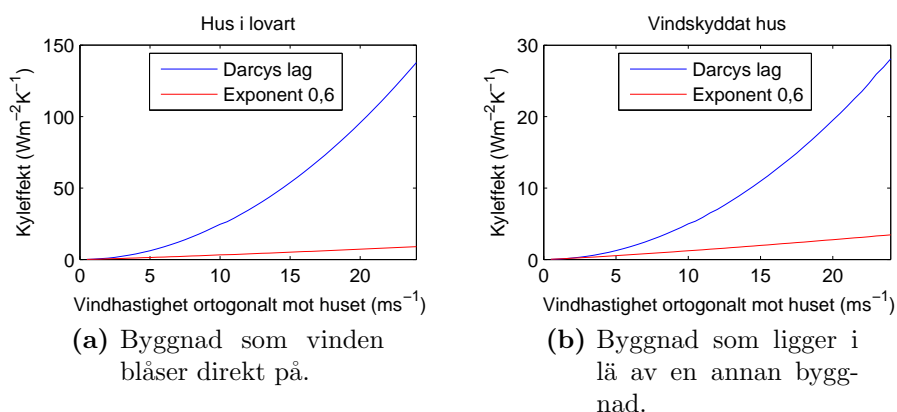 Hus i lovart
150
100
50
0
Kyleffekt (Wm⁻²K⁻¹)
Darcys lag
Exponent 0,6
0 5 10 15 20
Vindhastighet ortogonalt mot huset (ms⁻¹)
(a) Byggnad som vinden
blåser direkt på.
Vindskyddat hus
30
20
10
0
Kyleffekt (Wm⁻²K⁻¹)
Darcys lag
Exponent 0,6
0 5 10 15 20
Vindhastighet ortogonalt mot huset (ms⁻¹)
(b) Byggnad som ligger i
lä av en annan bygg-
nad.